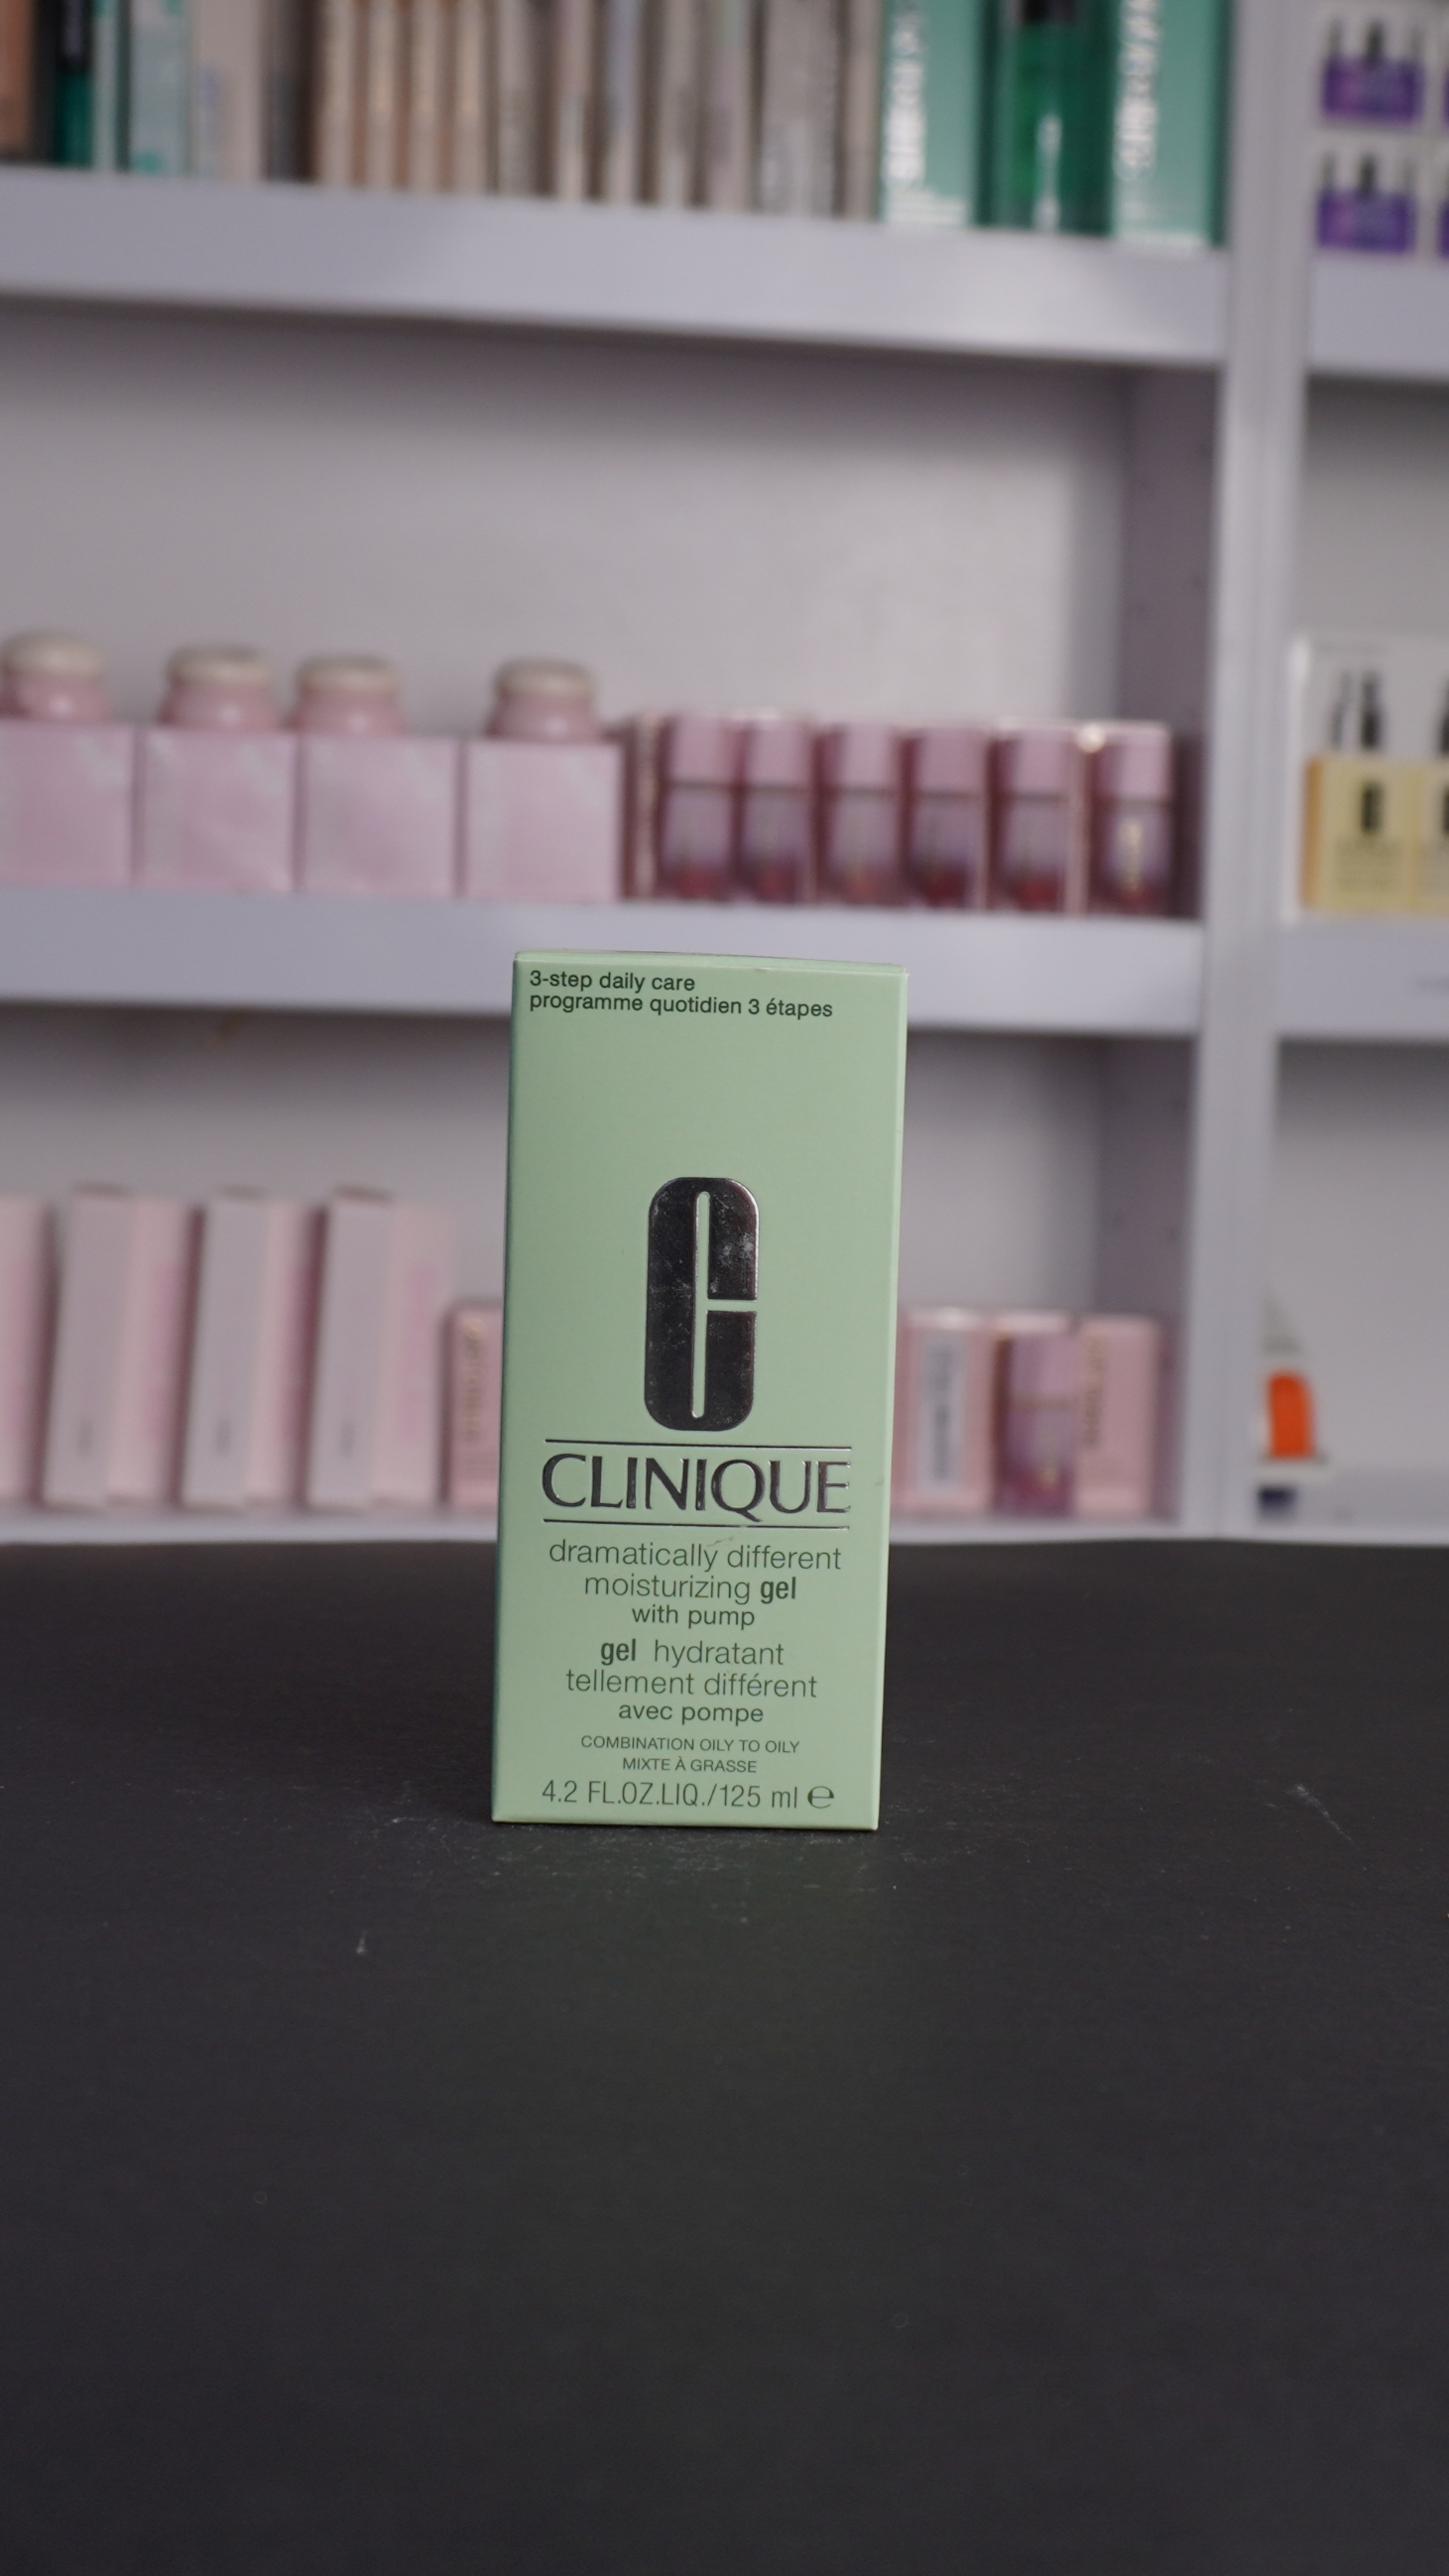 3-step daily care
programme quotidien 3 étapes
CLINIQUE
dramatically different
moisturizing gel
with pump
gel hydratant
tellement différent
avec pompe
COMBINATION OILY TO OILY
MIXTE À GRASSE
4.2 FL.OZ.LIQ./125 ml ℮